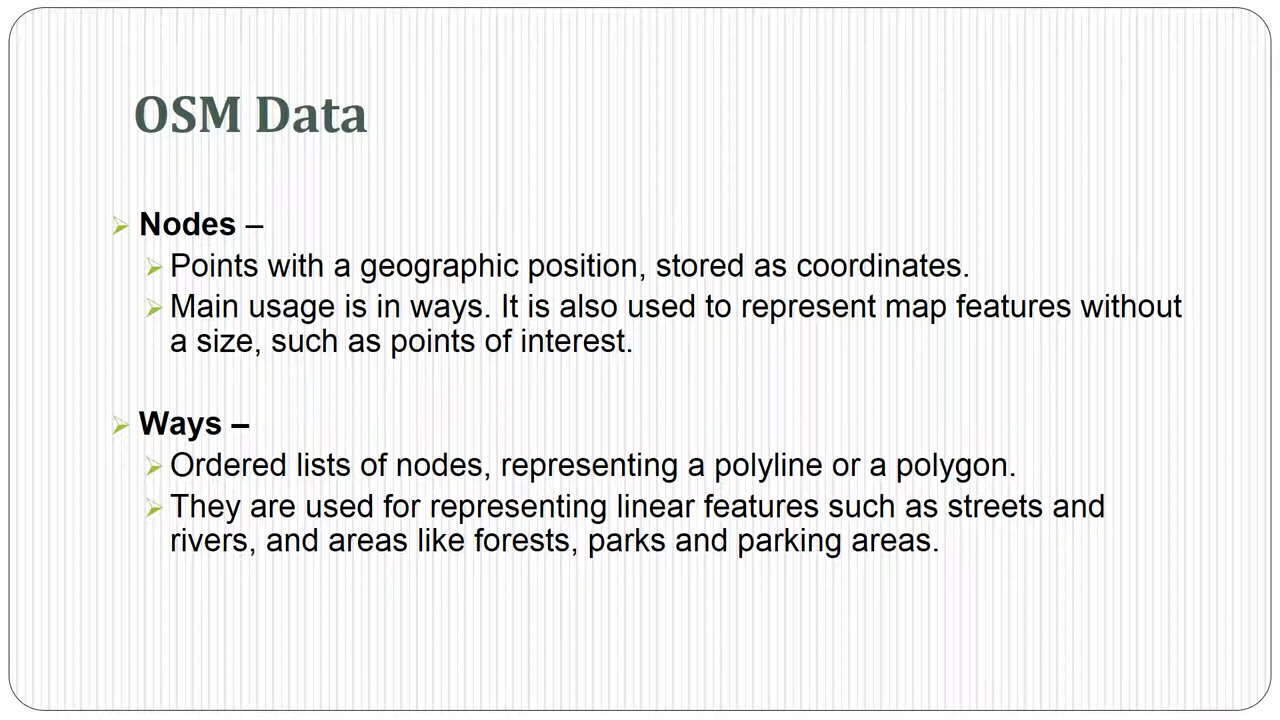 OSM Data
Nodes –
Points with a geographic position, stored as coordinates.
Main usage is in ways. It is also used to represent map features without
a size, such as points of interest.
Ways –
Ordered lists of nodes, representing a polyline or a polygon.
They are used for representing linear features such as streets and
rivers, and areas like forests, parks and parking areas.